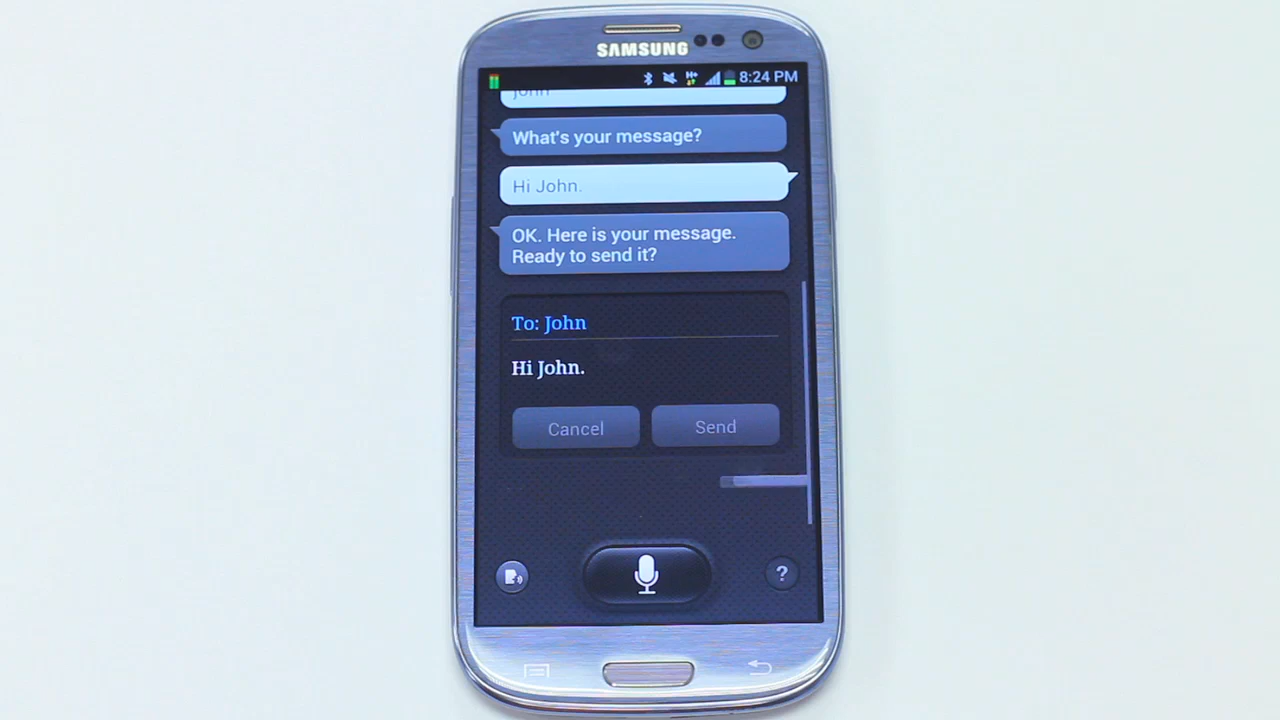 SAMSUNG
H+
8:24 PM
john
What's your message?
Hi John.
OK. Here is your message.
Ready to send it?
To: John
Hi John.
Cancel
Send
?